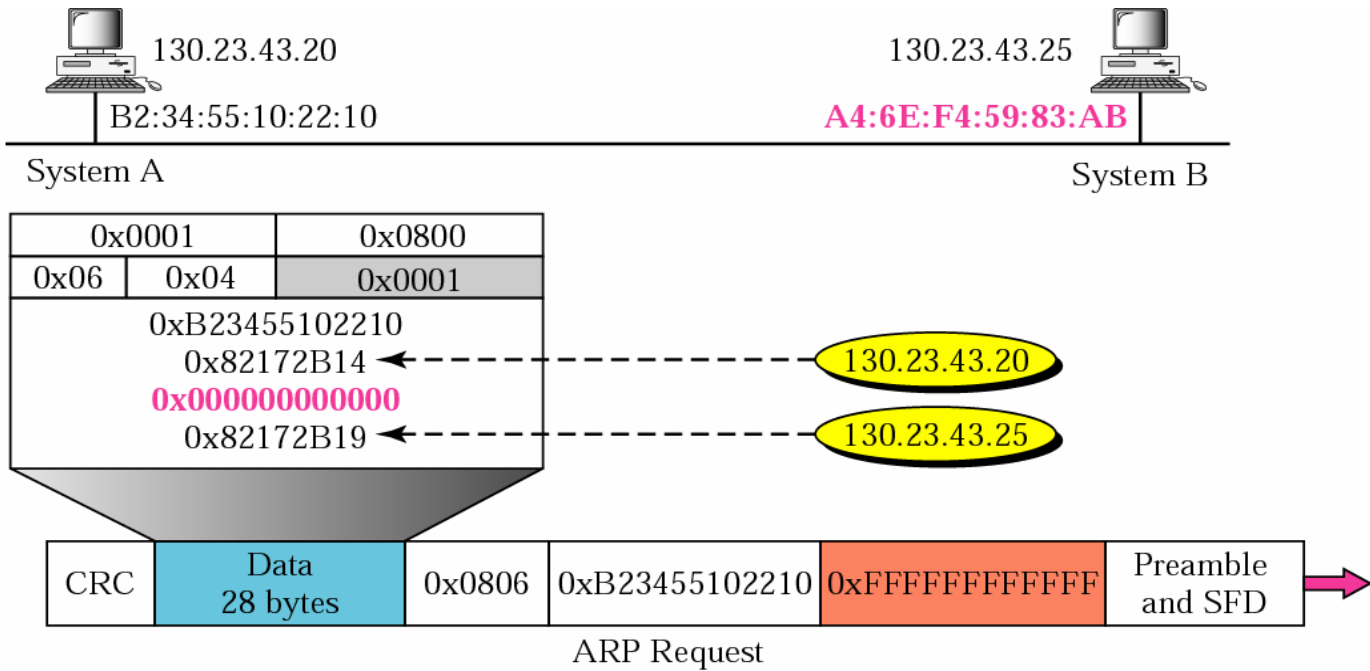 130.23.43.20
130.23.43.25
B2:34:55:10:22:10
A4:6E:F4:59:83:AB
System A
System B
0x0001 0x0800
0x06 0x04 0x0001
0xB23455102210
0x82172B14
130.23.43.20
0x000000000000
0x82172B19
130.23.43.25
CRC
Data
28 bytes
0x0806
0xB23455102210
0xFFFFFFFFFFFF
Preamble
and SFD
ARP Request